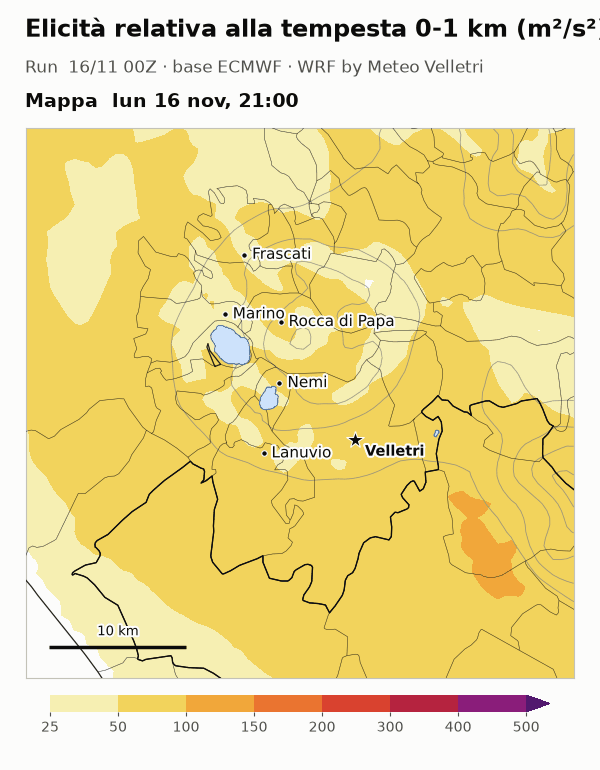 Elicità relativa alla tempesta 0-1 km (m²/s²)
Run  16/11 00Z · base ECMWF · WRF by Meteo Velletri
Mappa  lun 16 nov, 21:00
Frascati
Marino
Rocca di Papa
Nemi
Velletri
Lanuvio
10 km
25 50 100 150 200 300 400 500